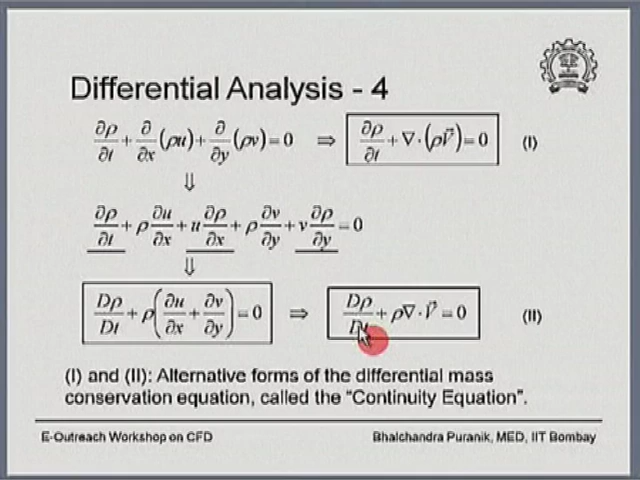 Differential Analysis - 4
∂ρ/∂t + ∂/∂x (ρu) + ∂/∂y (ρv) = 0 ⇒ ∂ρ/∂t + ∇·(ρV⃗) = 0 (I)
⇓
∂ρ/∂t + ρ ∂u/∂x + u ∂ρ/∂x + ρ ∂v/∂y + v ∂ρ/∂y = 0
⇓
Dρ/Dt + ρ(∂u/∂x + ∂v/∂y) = 0 ⇒ Dρ/Dt + ρ∇·V⃗ = 0 (II)
(I) and (II): Alternative forms of the differential mass
conservation equation, called the “Continuity Equation”.
E-Outreach Workshop on CFD
Bhalchandra Puranik, MED, IIT Bombay